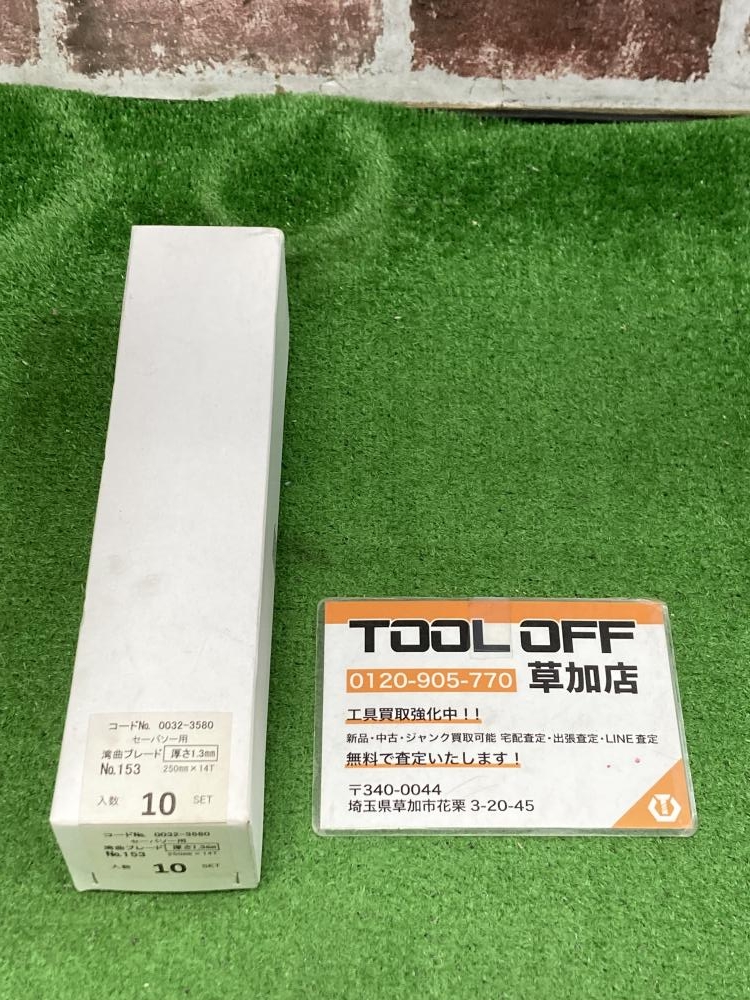 コードNo. 0032-3580
セーバソー用
湾曲ブレード 厚さ1.3mm
No.153 250mm×14T
入数 10 SET
コードNo. 0032-3580
セーバソー用
湾曲ブレード 厚さ1.3mm
No.153 250mm×14T
入数 10 SET
TOOL OFF
0120-905-770 草加店
工具買取強化中！！
新品・中古・ジャンク買取可能 宅配査定・出張査定・LINE査定
無料で査定いたします！
〒340-0044
埼玉県草加市花栗 3-20-45